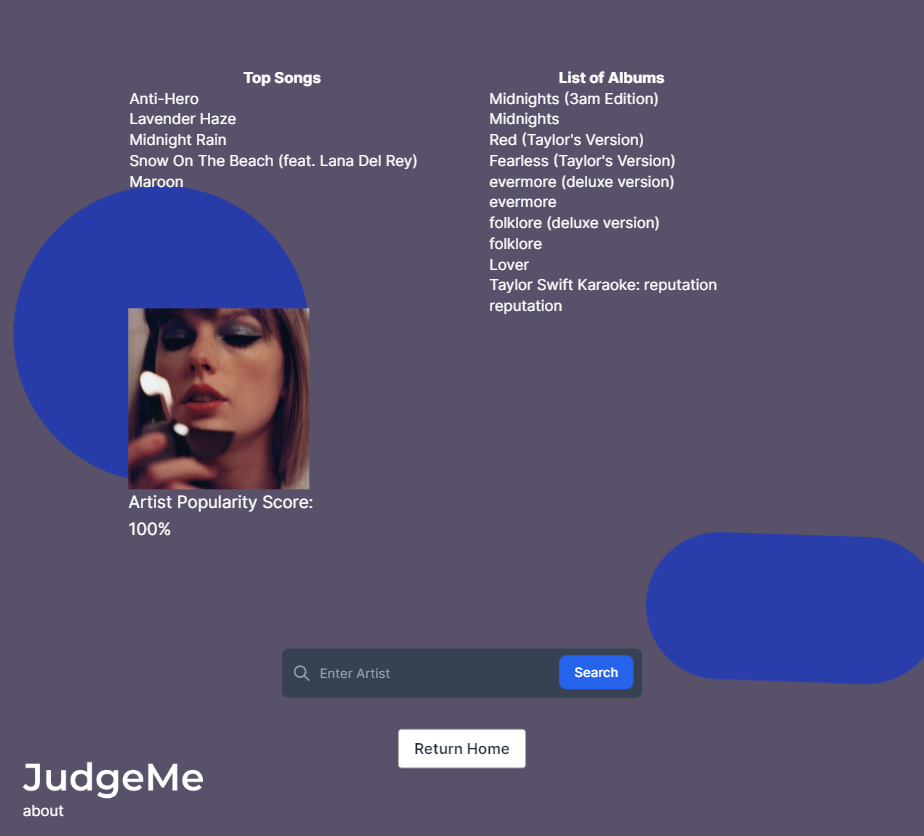 Top Songs
Anti-Hero
Lavender Haze
Midnight Rain
Snow On The Beach (feat. Lana Del Rey)
Maroon
List of Albums
Midnights (3am Edition)
Midnights
Red (Taylor's Version)
Fearless (Taylor's Version)
evermore (deluxe version)
evermore
folklore (deluxe version)
folklore
Lover
Taylor Swift Karaoke: reputation
reputation
Artist Popularity Score:
100%
Enter Artist
Search
Return Home
JudgeMe
about